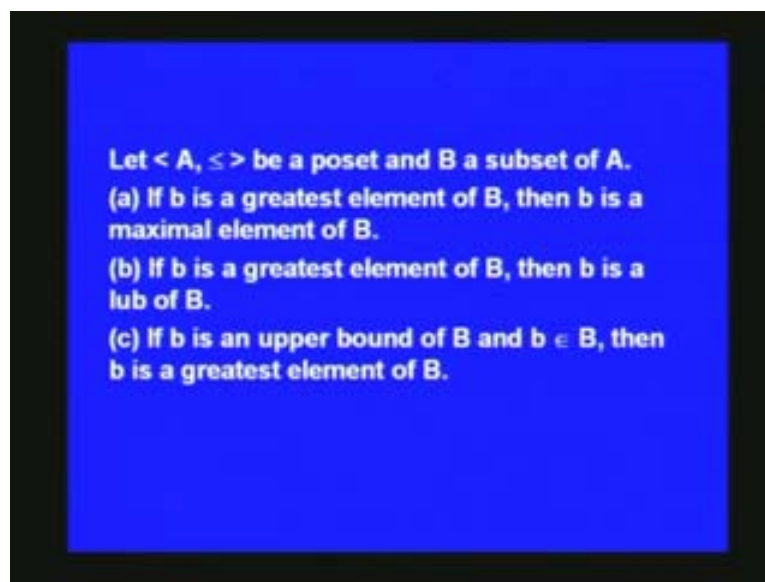 Let < A, ≤ > be a poset and B a subset of A.
(a) If b is a greatest element of B, then b is a
maximal element of B.
(b) If b is a greatest element of B, then b is a
lub of B.
(c) If b is an upper bound of B and b ∈ B, then
b is a greatest element of B.